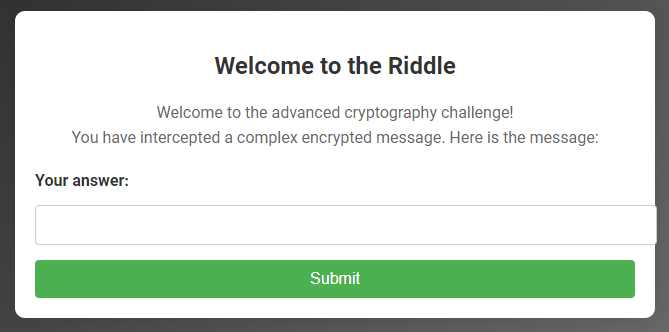 Welcome to the Riddle
Welcome to the advanced cryptography challenge!
You have intercepted a complex encrypted message. Here is the message:
Your answer:
Submit